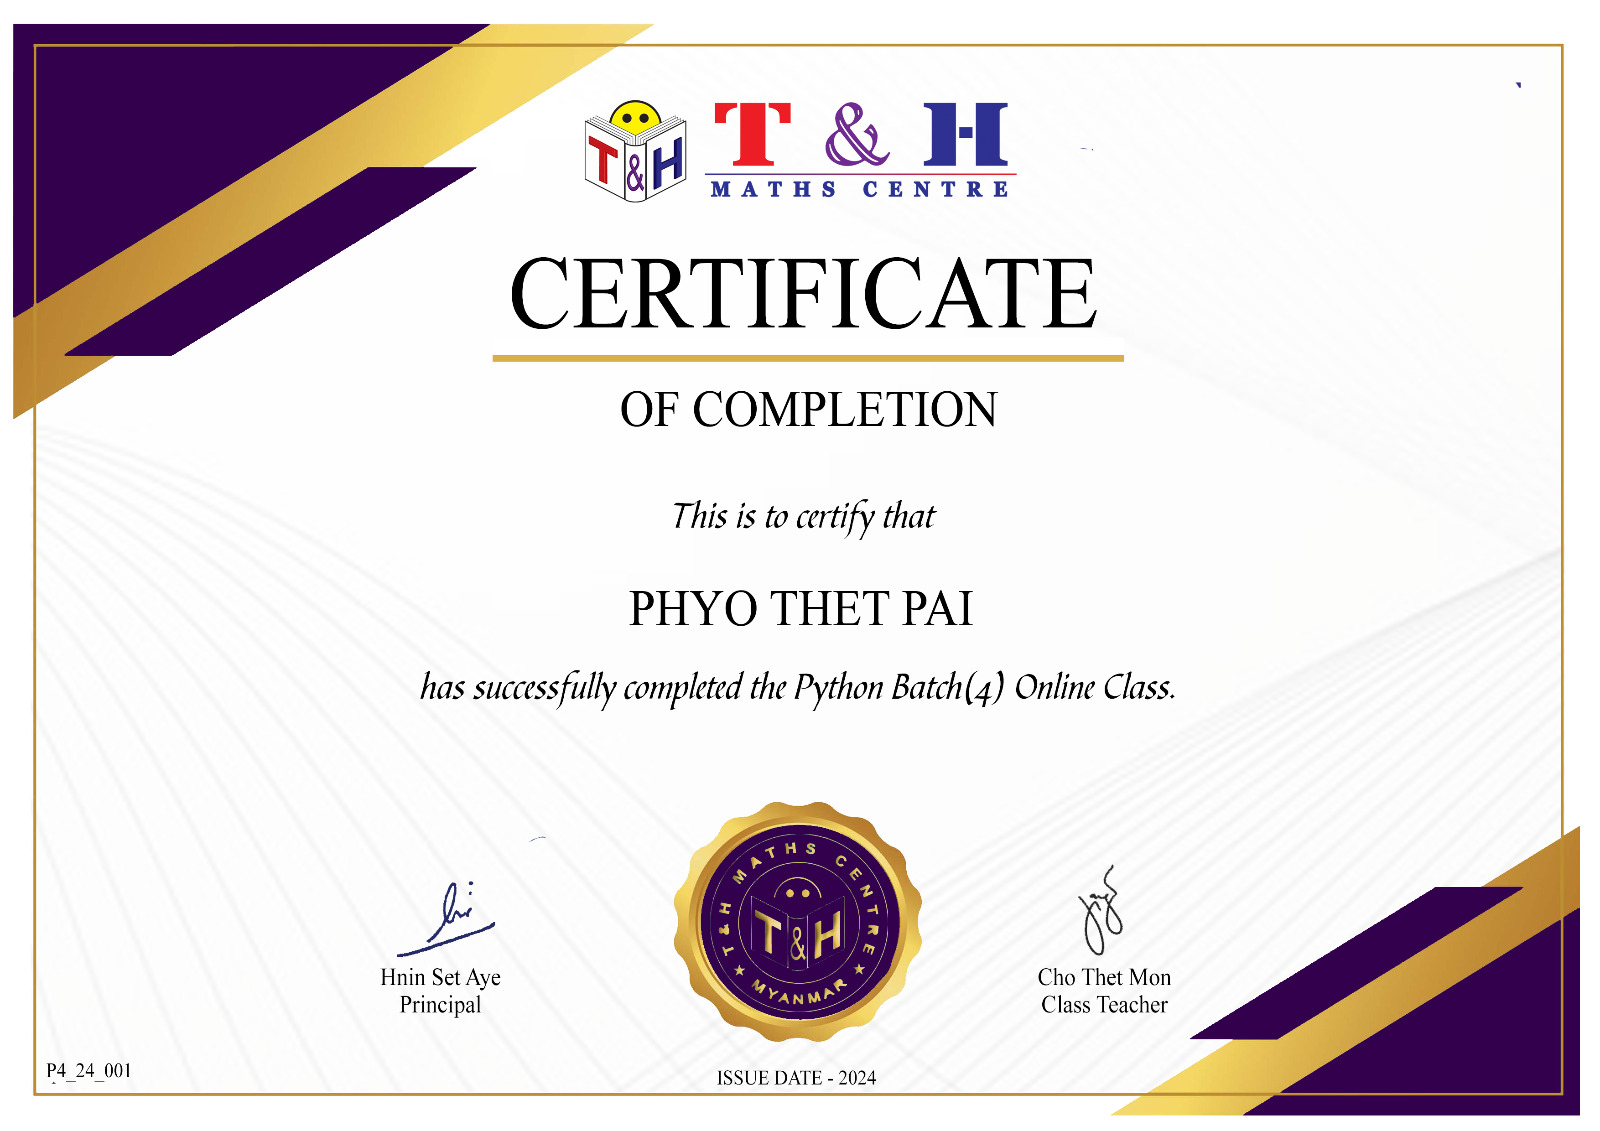 T&H
T & H
MATHS CENTRE
CERTIFICATE
OF COMPLETION
This is to certify that
PHYO THET PAI
has successfully completed the Python Batch(4) Online Class.
T&H MATHS CENTRE
T&H
★ MYANMAR ★
Hnin Set Aye
Principal
Cho Thet Mon
Class Teacher
P4_24_001
ISSUE DATE - 2024